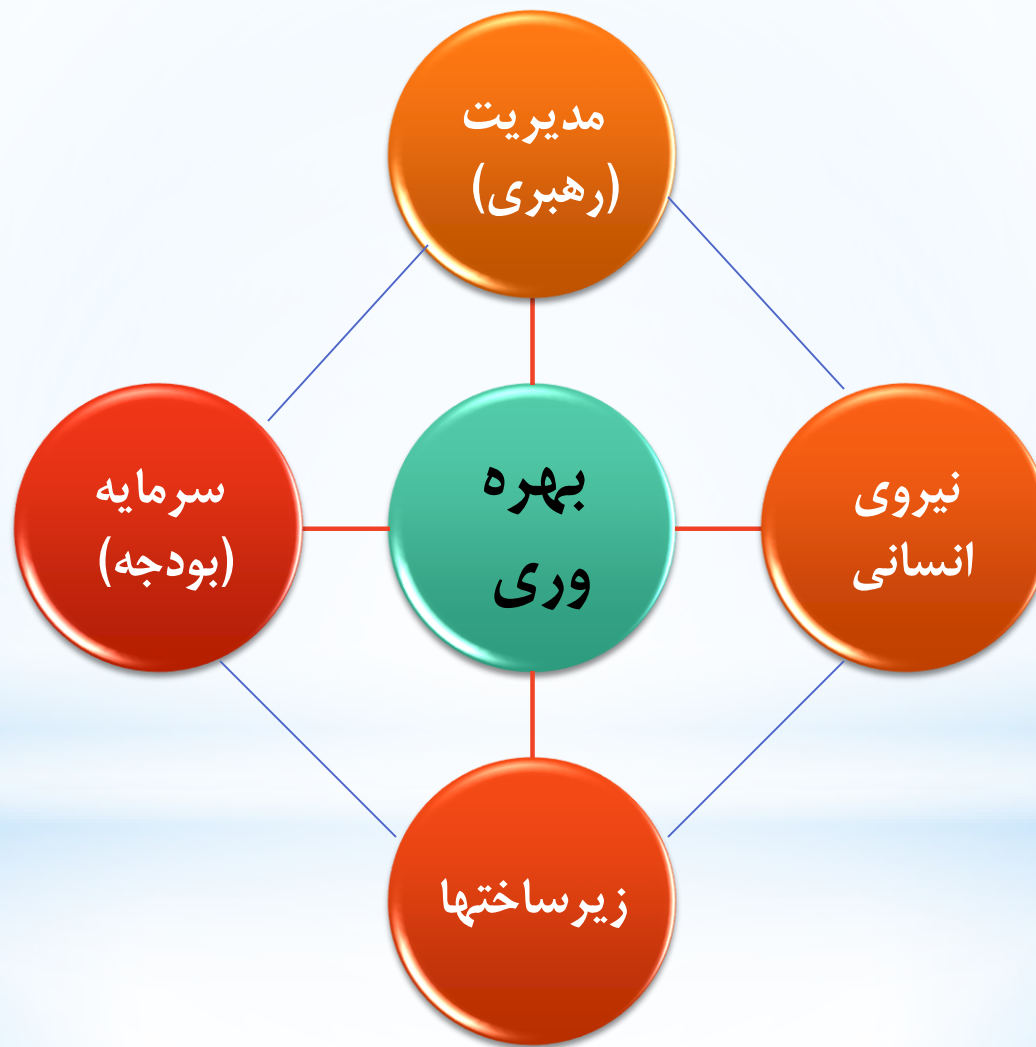 مدیریت
(رهبری)
نیروی
انسانی
بهره
وری
سرمایه
(بودجه)
زیرساختها